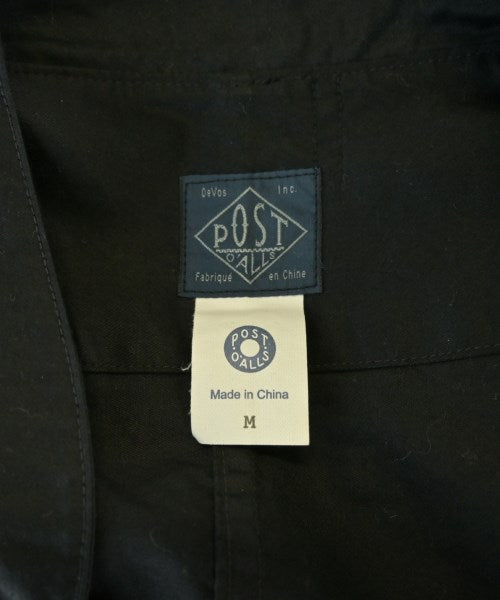 DeVos Inc.
POST
O'ALLS
Fabriqué en Chine
POST
O'ALLS
Made in China
M